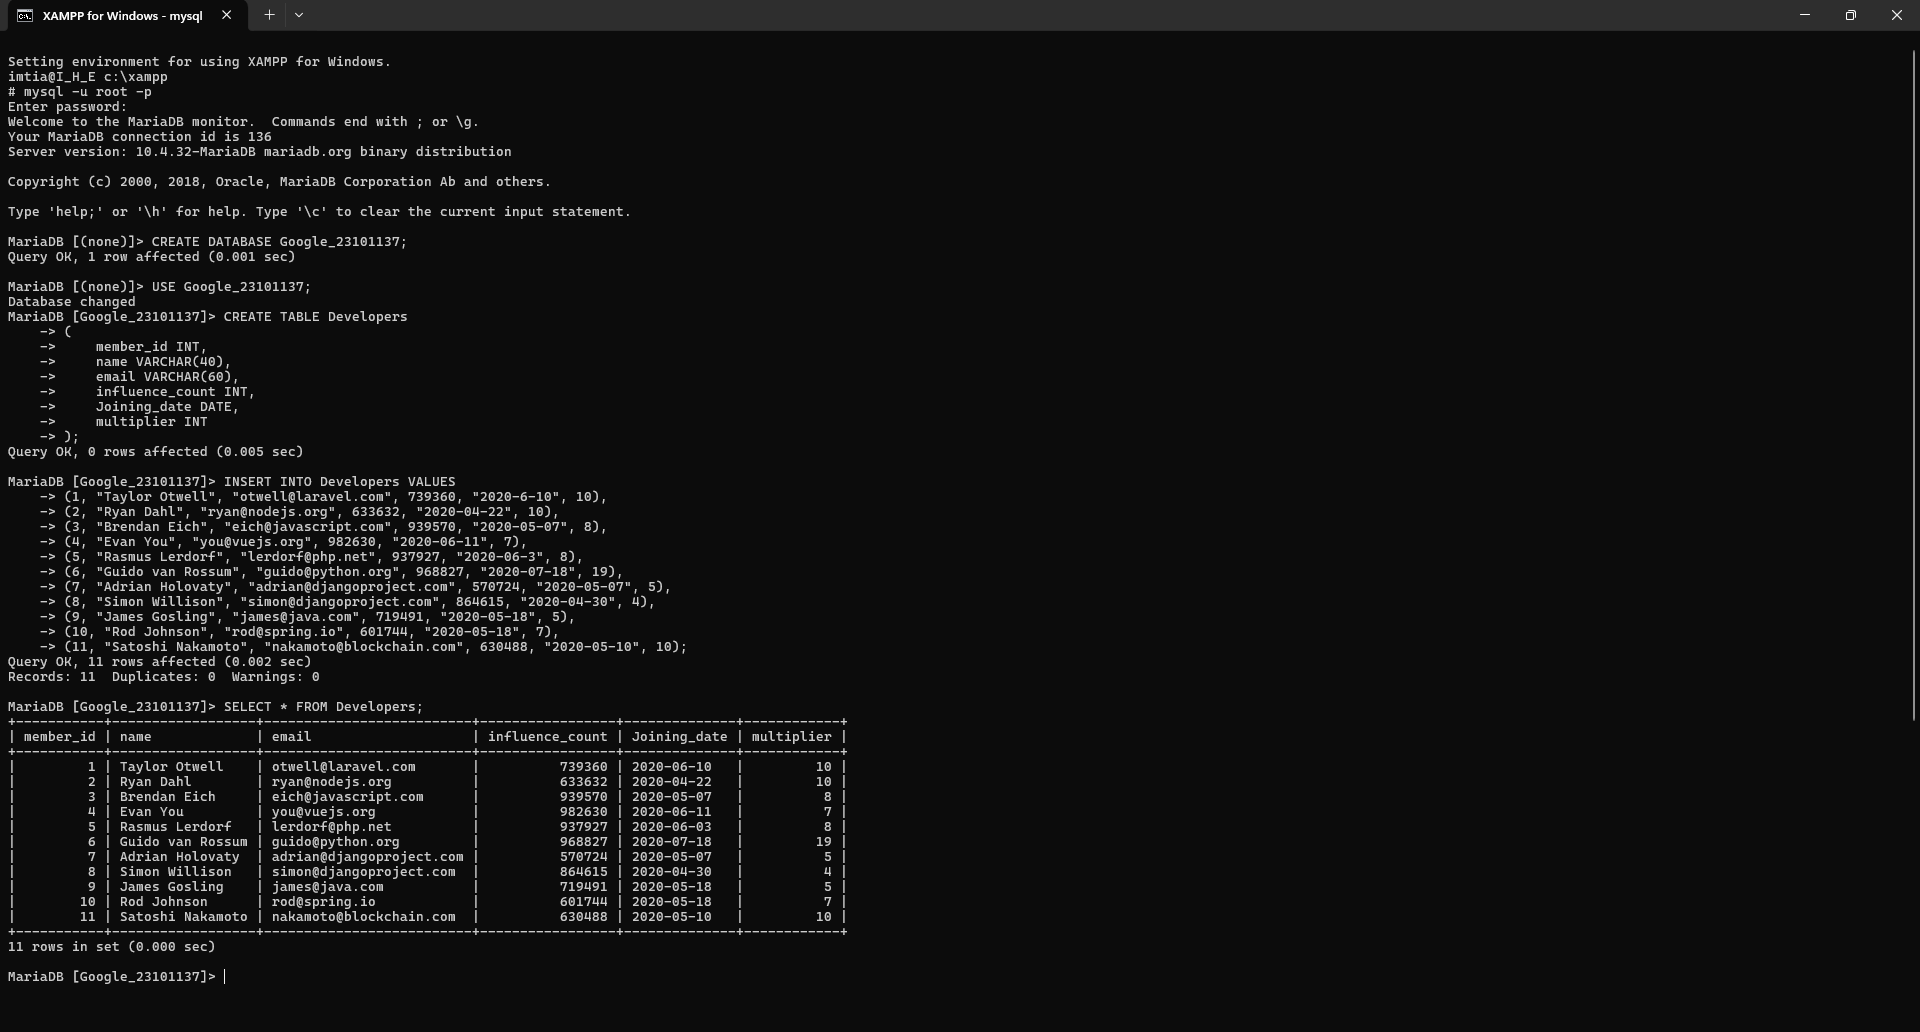 XAMPP for Windows - mysql
Setting environment for using XAMPP for Windows.
imtia@I_H_E c:\xampp
# mysql -u root -p
Enter password:
Welcome to the MariaDB monitor.  Commands end with ; or \g.
Your MariaDB connection id is 136
Server version: 10.4.32-MariaDB mariadb.org binary distribution

Copyright (c) 2000, 2018, Oracle, MariaDB Corporation Ab and others.

Type 'help;' or '\h' for help. Type '\c' to clear the current input statement.

MariaDB [(none)]> CREATE DATABASE Google_23101137;
Query OK, 1 row affected (0.001 sec)

MariaDB [(none)]> USE Google_23101137;
Database changed
MariaDB [Google_23101137]> CREATE TABLE Developers
    -> (
    ->     member_id INT,
    ->     name VARCHAR(40),
    ->     email VARCHAR(60),
    ->     influence_count INT,
    ->     Joining_date DATE,
    ->     multiplier INT
    -> );
Query OK, 0 rows affected (0.005 sec)

MariaDB [Google_23101137]> INSERT INTO Developers VALUES
    -> (1, "Taylor Otwell", "otwell@laravel.com", 739360, "2020-6-10", 10),
    -> (2, "Ryan Dahl", "ryan@nodejs.org", 633632, "2020-04-22", 10),
    -> (3, "Brendan Eich", "eich@javascript.com", 939570, "2020-05-07", 8),
    -> (4, "Evan You", "you@vuejs.org", 982630, "2020-06-11", 7),
    -> (5, "Rasmus Lerdorf", "lerdorf@php.net", 937927, "2020-06-3", 8),
    -> (6, "Guido van Rossum", "guido@python.org", 968827, "2020-07-18", 19),
    -> (7, "Adrian Holovaty", "adrian@djangoproject.com", 570724, "2020-05-07", 5),
    -> (8, "Simon Willison", "simon@djangoproject.com", 864615, "2020-04-30", 4),
    -> (9, "James Gosling", "james@java.com", 719491, "2020-05-18", 5),
    -> (10, "Rod Johnson", "rod@spring.io", 601744, "2020-05-18", 7),
    -> (11, "Satoshi Nakamoto", "nakamoto@blockchain.com", 630488, "2020-05-10", 10);
Query OK, 11 rows affected (0.002 sec)
Records: 11  Duplicates: 0  Warnings: 0

MariaDB [Google_23101137]> SELECT * FROM Developers;
+-----------+------------------+--------------------------+-----------------+--------------+------------+
| member_id | name             | email                    | influence_count | Joining_date | multiplier |
+-----------+------------------+--------------------------+-----------------+--------------+------------+
|         1 | Taylor Otwell    | otwell@laravel.com       |          739360 | 2020-06-10   |         10 |
|         2 | Ryan Dahl        | ryan@nodejs.org          |          633632 | 2020-04-22   |         10 |
|         3 | Brendan Eich     | eich@javascript.com      |          939570 | 2020-05-07   |          8 |
|         4 | Evan You         | you@vuejs.org            |          982630 | 2020-06-11   |          7 |
|         5 | Rasmus Lerdorf   | lerdorf@php.net          |          937927 | 2020-06-03   |          8 |
|         6 | Guido van Rossum | guido@python.org         |          968827 | 2020-07-18   |         19 |
|         7 | Adrian Holovaty  | adrian@djangoproject.com |          570724 | 2020-05-07   |          5 |
|         8 | Simon Willison   | simon@djangoproject.com  |          864615 | 2020-04-30   |          4 |
|         9 | James Gosling    | james@java.com           |          719491 | 2020-05-18   |          5 |
|        10 | Rod Johnson      | rod@spring.io            |          601744 | 2020-05-18   |          7 |
|        11 | Satoshi Nakamoto | nakamoto@blockchain.com  |          630488 | 2020-05-10   |         10 |
+-----------+------------------+--------------------------+-----------------+--------------+------------+
11 rows in set (0.000 sec)

MariaDB [Google_23101137]>